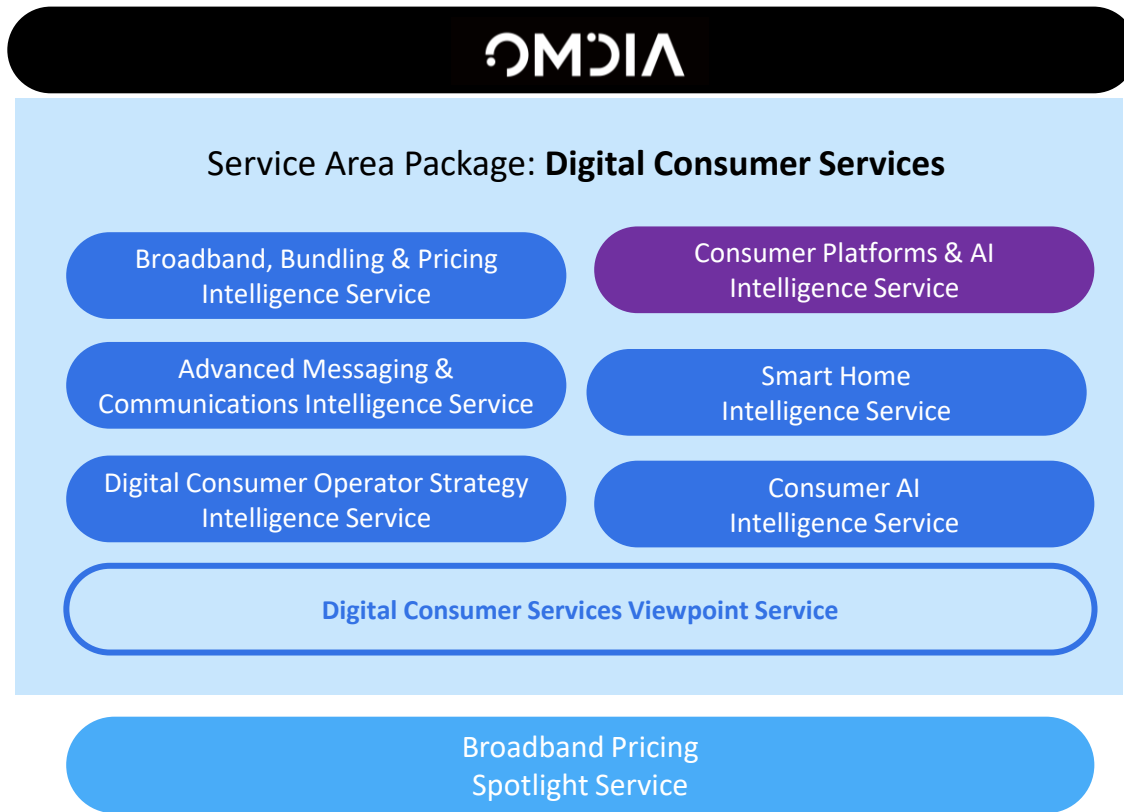 OMDIA
Service Area Package: Digital Consumer Services
Broadband, Bundling & Pricing
Intelligence Service
Consumer Platforms & AI
Intelligence Service
Advanced Messaging &
Communications Intelligence Service
Smart Home
Intelligence Service
Digital Consumer Operator Strategy
Intelligence Service
Consumer AI
Intelligence Service
Digital Consumer Services Viewpoint Service
Broadband Pricing
Spotlight Service